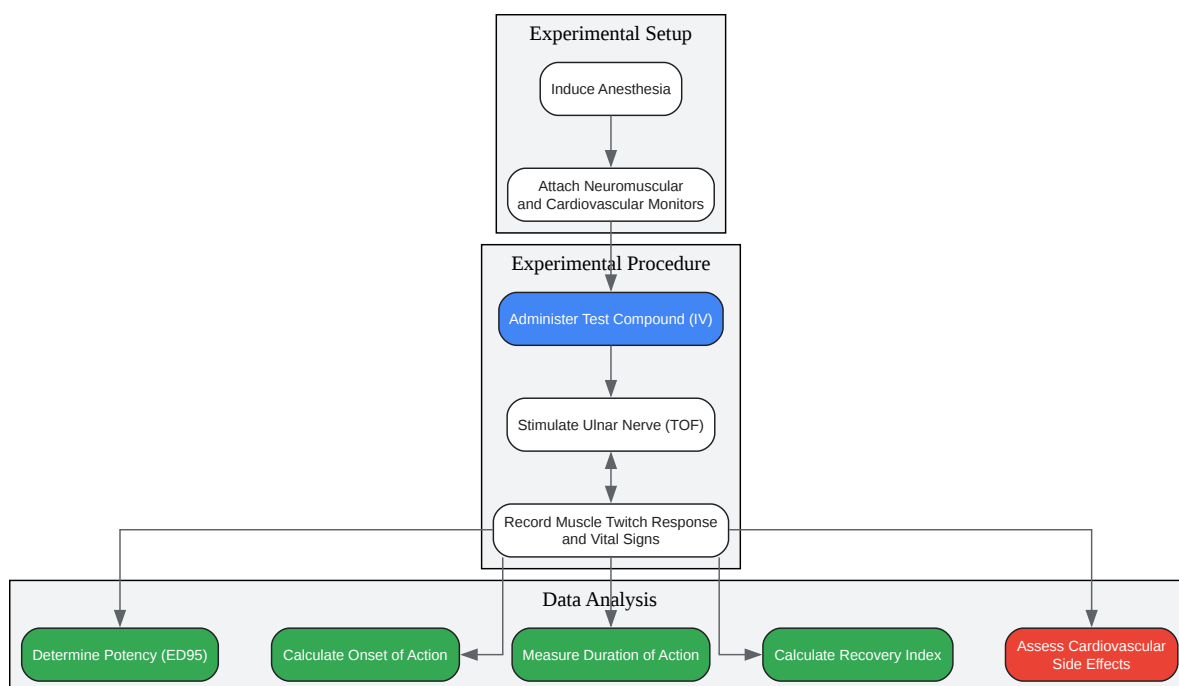 Experimental Setup
Induce Anesthesia
Attach Neuromuscular
and Cardiovascular Monitors
Experimental Procedure
Administer Test Compound (IV)
Stimulate Ulnar Nerve (TOF)
Record Muscle Twitch Response
and Vital Signs
Data Analysis
Determine Potency (ED95)
Calculate Onset of Action
Measure Duration of Action
Calculate Recovery Index
Assess Cardiovascular
Side Effects